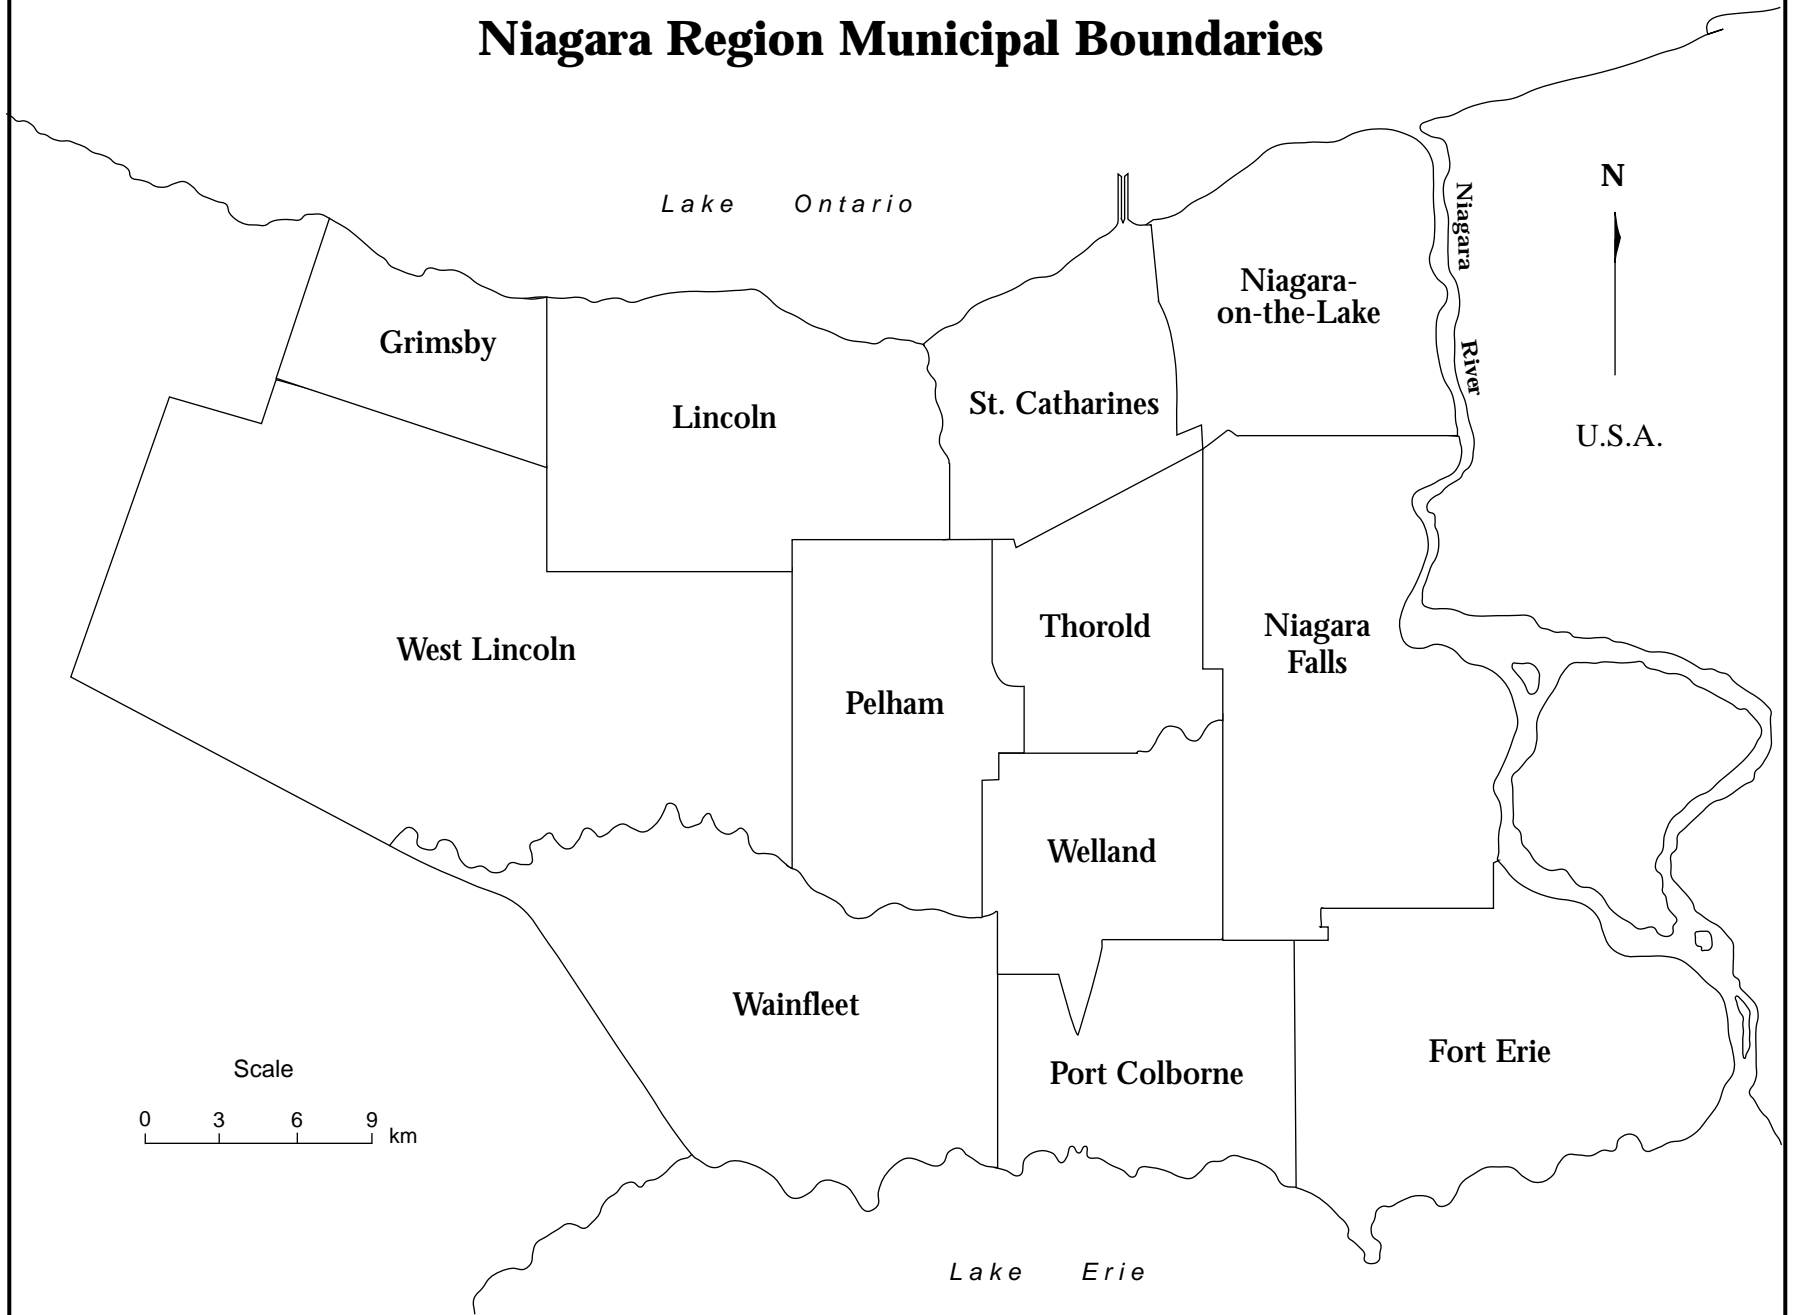 Niagara Region Municipal Boundaries
N
Lake Ontario
Niagara River
Niagara-
on-the-Lake
Grimsby
Lincoln
St. Catharines
U.S.A.
West Lincoln
Thorold
Niagara
Falls
Pelham
Welland
Wainfleet
Fort Erie
Port Colborne
Scale
0 3 6 9 km
Lake Erie